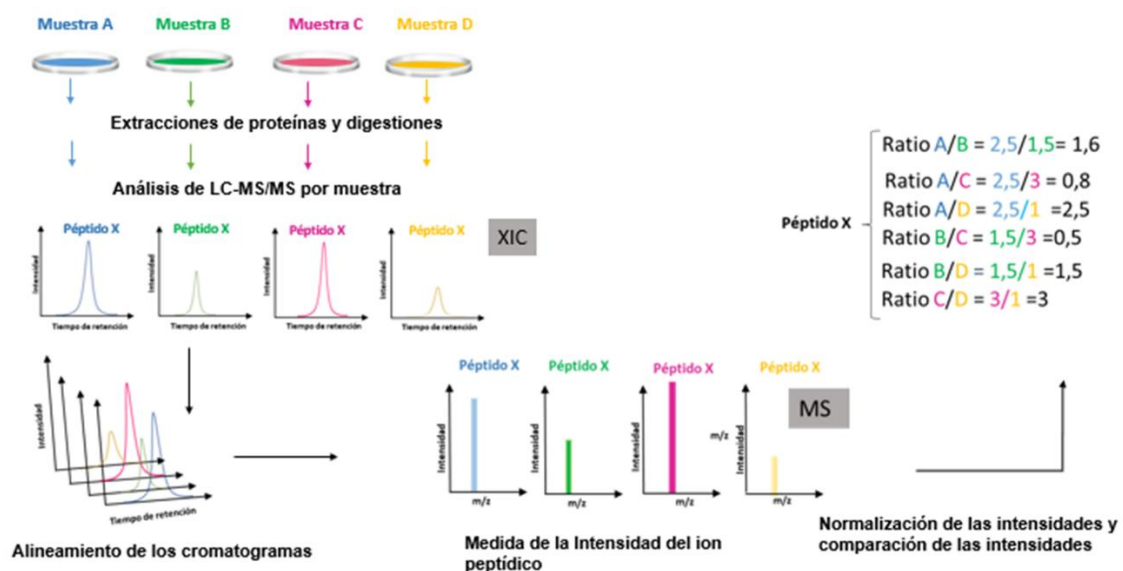 Muestra A
Muestra B
Muestra C
Muestra D
Extracciones de proteínas y digestiones
Análisis de LC-MS/MS por muestra
Péptido X
Péptido X
Péptido X
Péptido X
XIC
Intensidad
Intensidad
Intensidad
Intensidad
Tiempo de retención
Tiempo de retención
Tiempo de retención
Tiempo de retención
Intensidad
Tiempo de retención
Alineamiento de los cromatogramas
Péptido X
Péptido X
Péptido X
Péptido X
MS
Intensidad
Intensidad
Intensidad
m/z
Intensidad
m/z
m/z
m/z
m/z
Medida de la Intensidad del ion
peptídico
Péptido X
Ratio A/B = 2,5/1,5= 1,6
Ratio A/C = 2,5/3 = 0,8
Ratio A/D = 2,5/1 =2,5
Ratio B/C = 1,5/3 =0,5
Ratio B/D = 1,5/1 =1,5
Ratio C/D = 3/1 =3
Normalización de las intensidades y
comparación de las intensidades